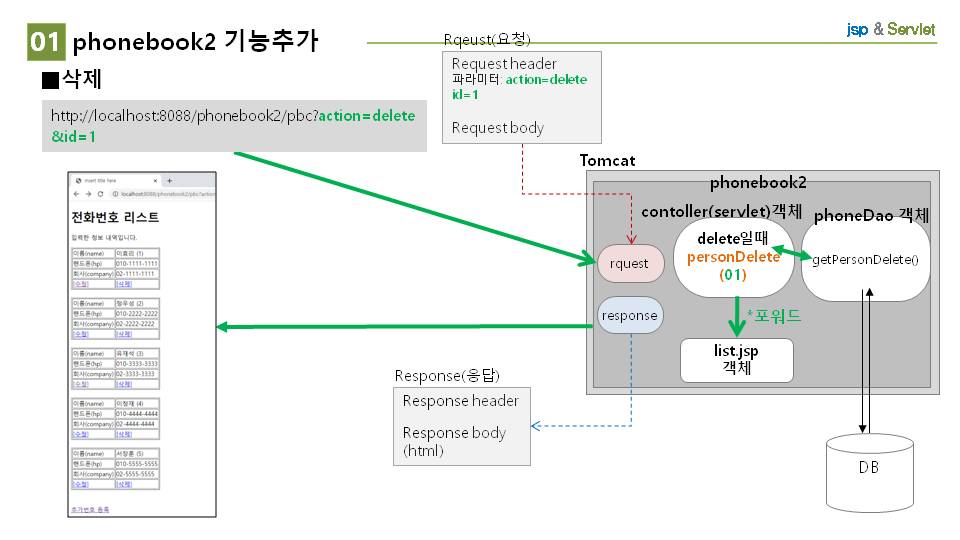 01 phonebook2 기능추가
jsp & Servlet
■삭제
http://localhost:8088/phonebook2/pbc?action=delete
&id=1
Rqeust(요청)
Request header
파라미터: action=delete
id=1
Request body
Tomcat
phonebook2
contoller(servlet)객체
phoneDao 객체
delete일때
personDelete
(01)
getPersonDelete()
rquest
response
*포워드
list.jsp
객체
Response(응답)
Response header
Response body
(html)
DB
Insert title here
localhost:8088/phonebook2/pbc?action
전화번호 리스트
입력한 정보 내역입니다.
이름(name) 이효리 (1)
핸드폰(hp) 010-1111-1111
회사(company) 02-1111-1111
[수정] [삭제]
이름(name) 정우성 (2)
핸드폰(hp) 010-2222-2222
회사(company) 02-2222-2222
[수정] [삭제]
이름(name) 유재석 (3)
핸드폰(hp) 010-3333-3333
회사(company) 02-3333-3333
[수정] [삭제]
이름(name) 이정재 (4)
핸드폰(hp) 010-4444-4444
회사(company) 02-4444-4444
[수정] [삭제]
이름(name) 서장훈 (5)
핸드폰(hp) 010-5555-5555
회사(company) 02-5555-5555
[수정] [삭제]
추가번호 등록